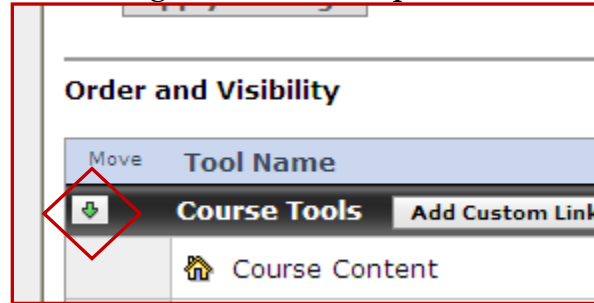 Order and Visibility
Move Tool Name
Course Tools Add Custom Link
Course Content